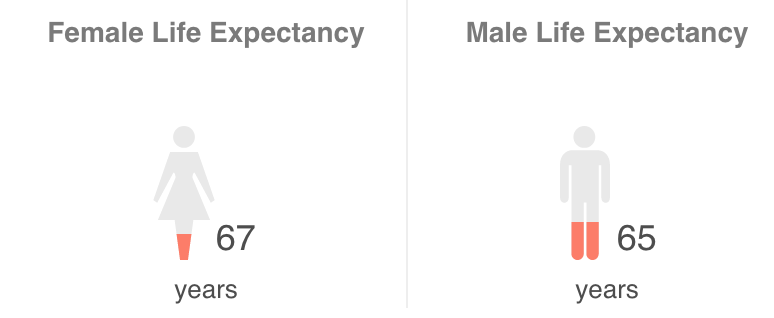 Female Life Expectancy
67
years
Male Life Expectancy
65
years